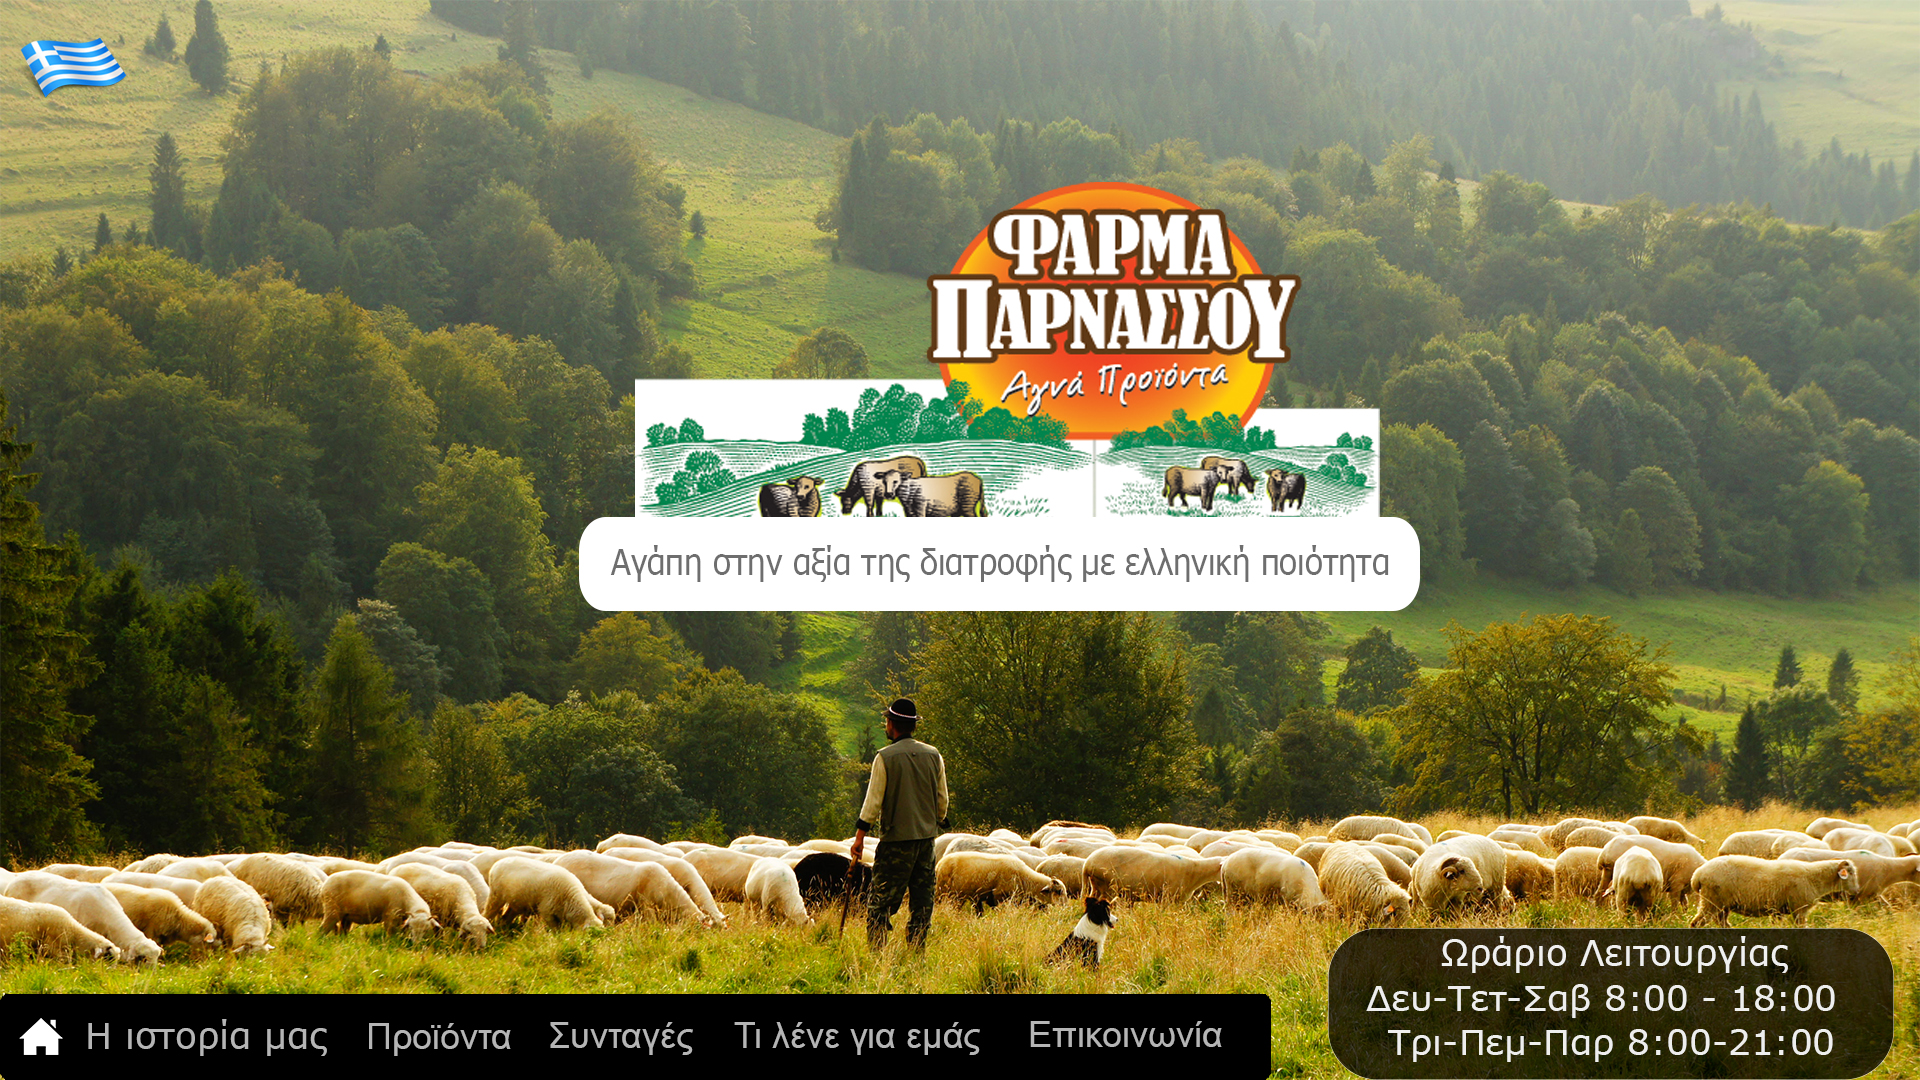 ΦΑΡΜΑ
ΠΑΡΝΑΣΣΟΥ
Αγνά Προϊόντα
Αγάπη στην αξία της διατροφής με ελληνική ποιότητα
Ωράριο Λειτουργίας
Δευ-Τετ-Σαβ 8:00 - 18:00
Τρι-Πεμ-Παρ 8:00-21:00
Η ιστορία μας Προϊόντα Συνταγές Τι λένε για εμάς Επικοινωνία